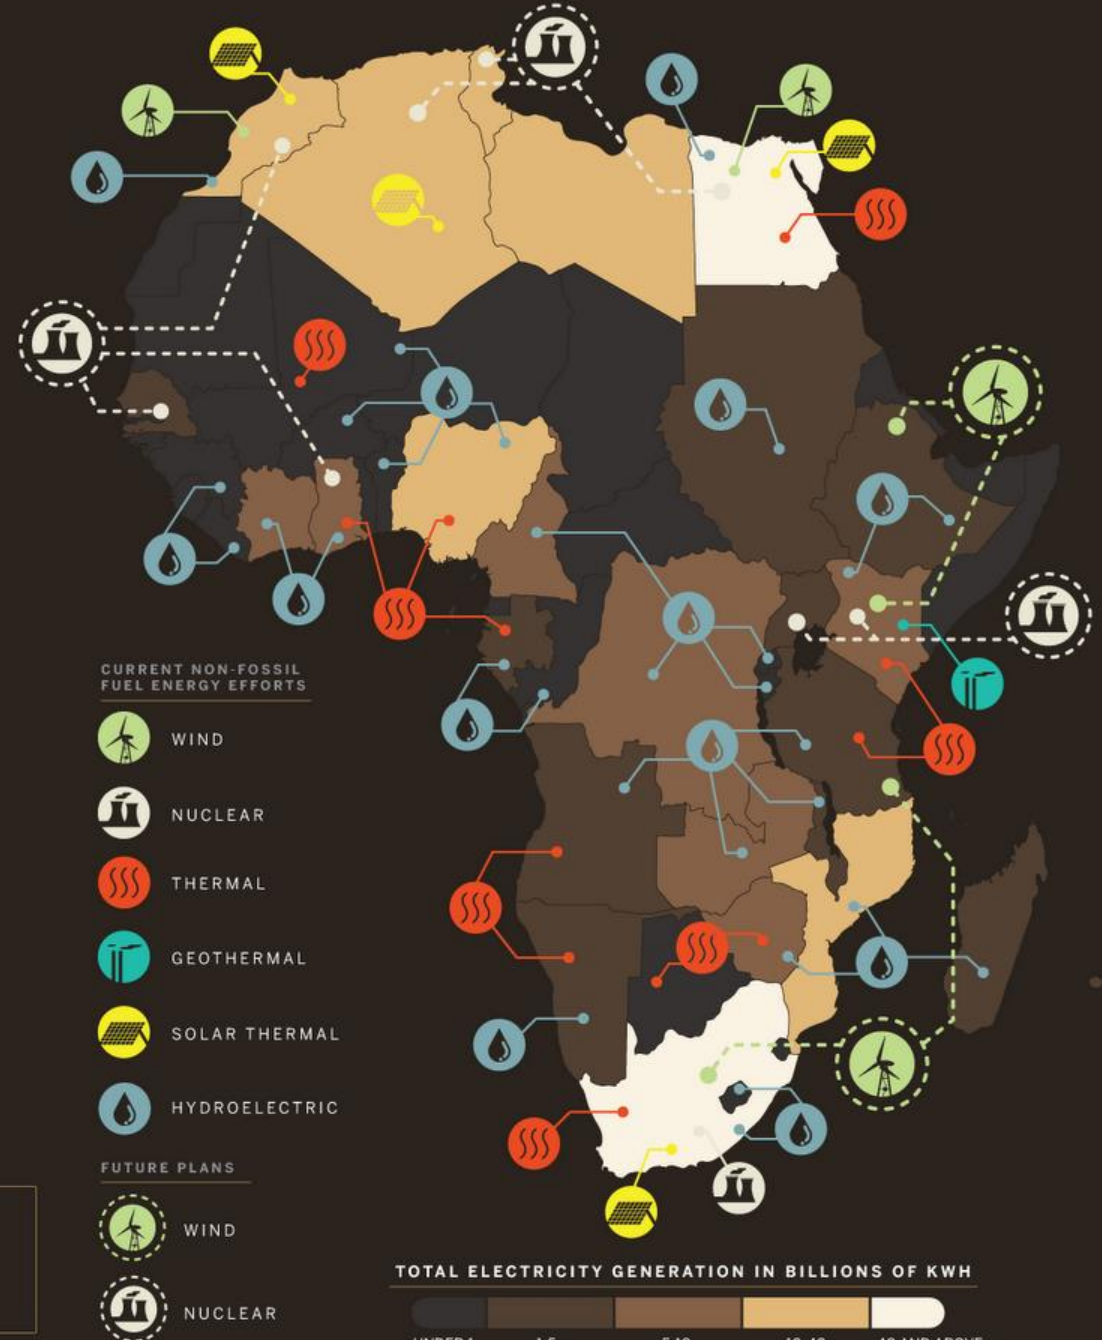 CURRENT NON-FOSSIL
FUEL ENERGY EFFORTS
WIND
NUCLEAR
THERMAL
GEOTHERMAL
SOLAR THERMAL
HYDROELECTRIC
FUTURE PLANS
WIND
NUCLEAR
TOTAL ELECTRICITY GENERATION IN BILLIONS OF KWH